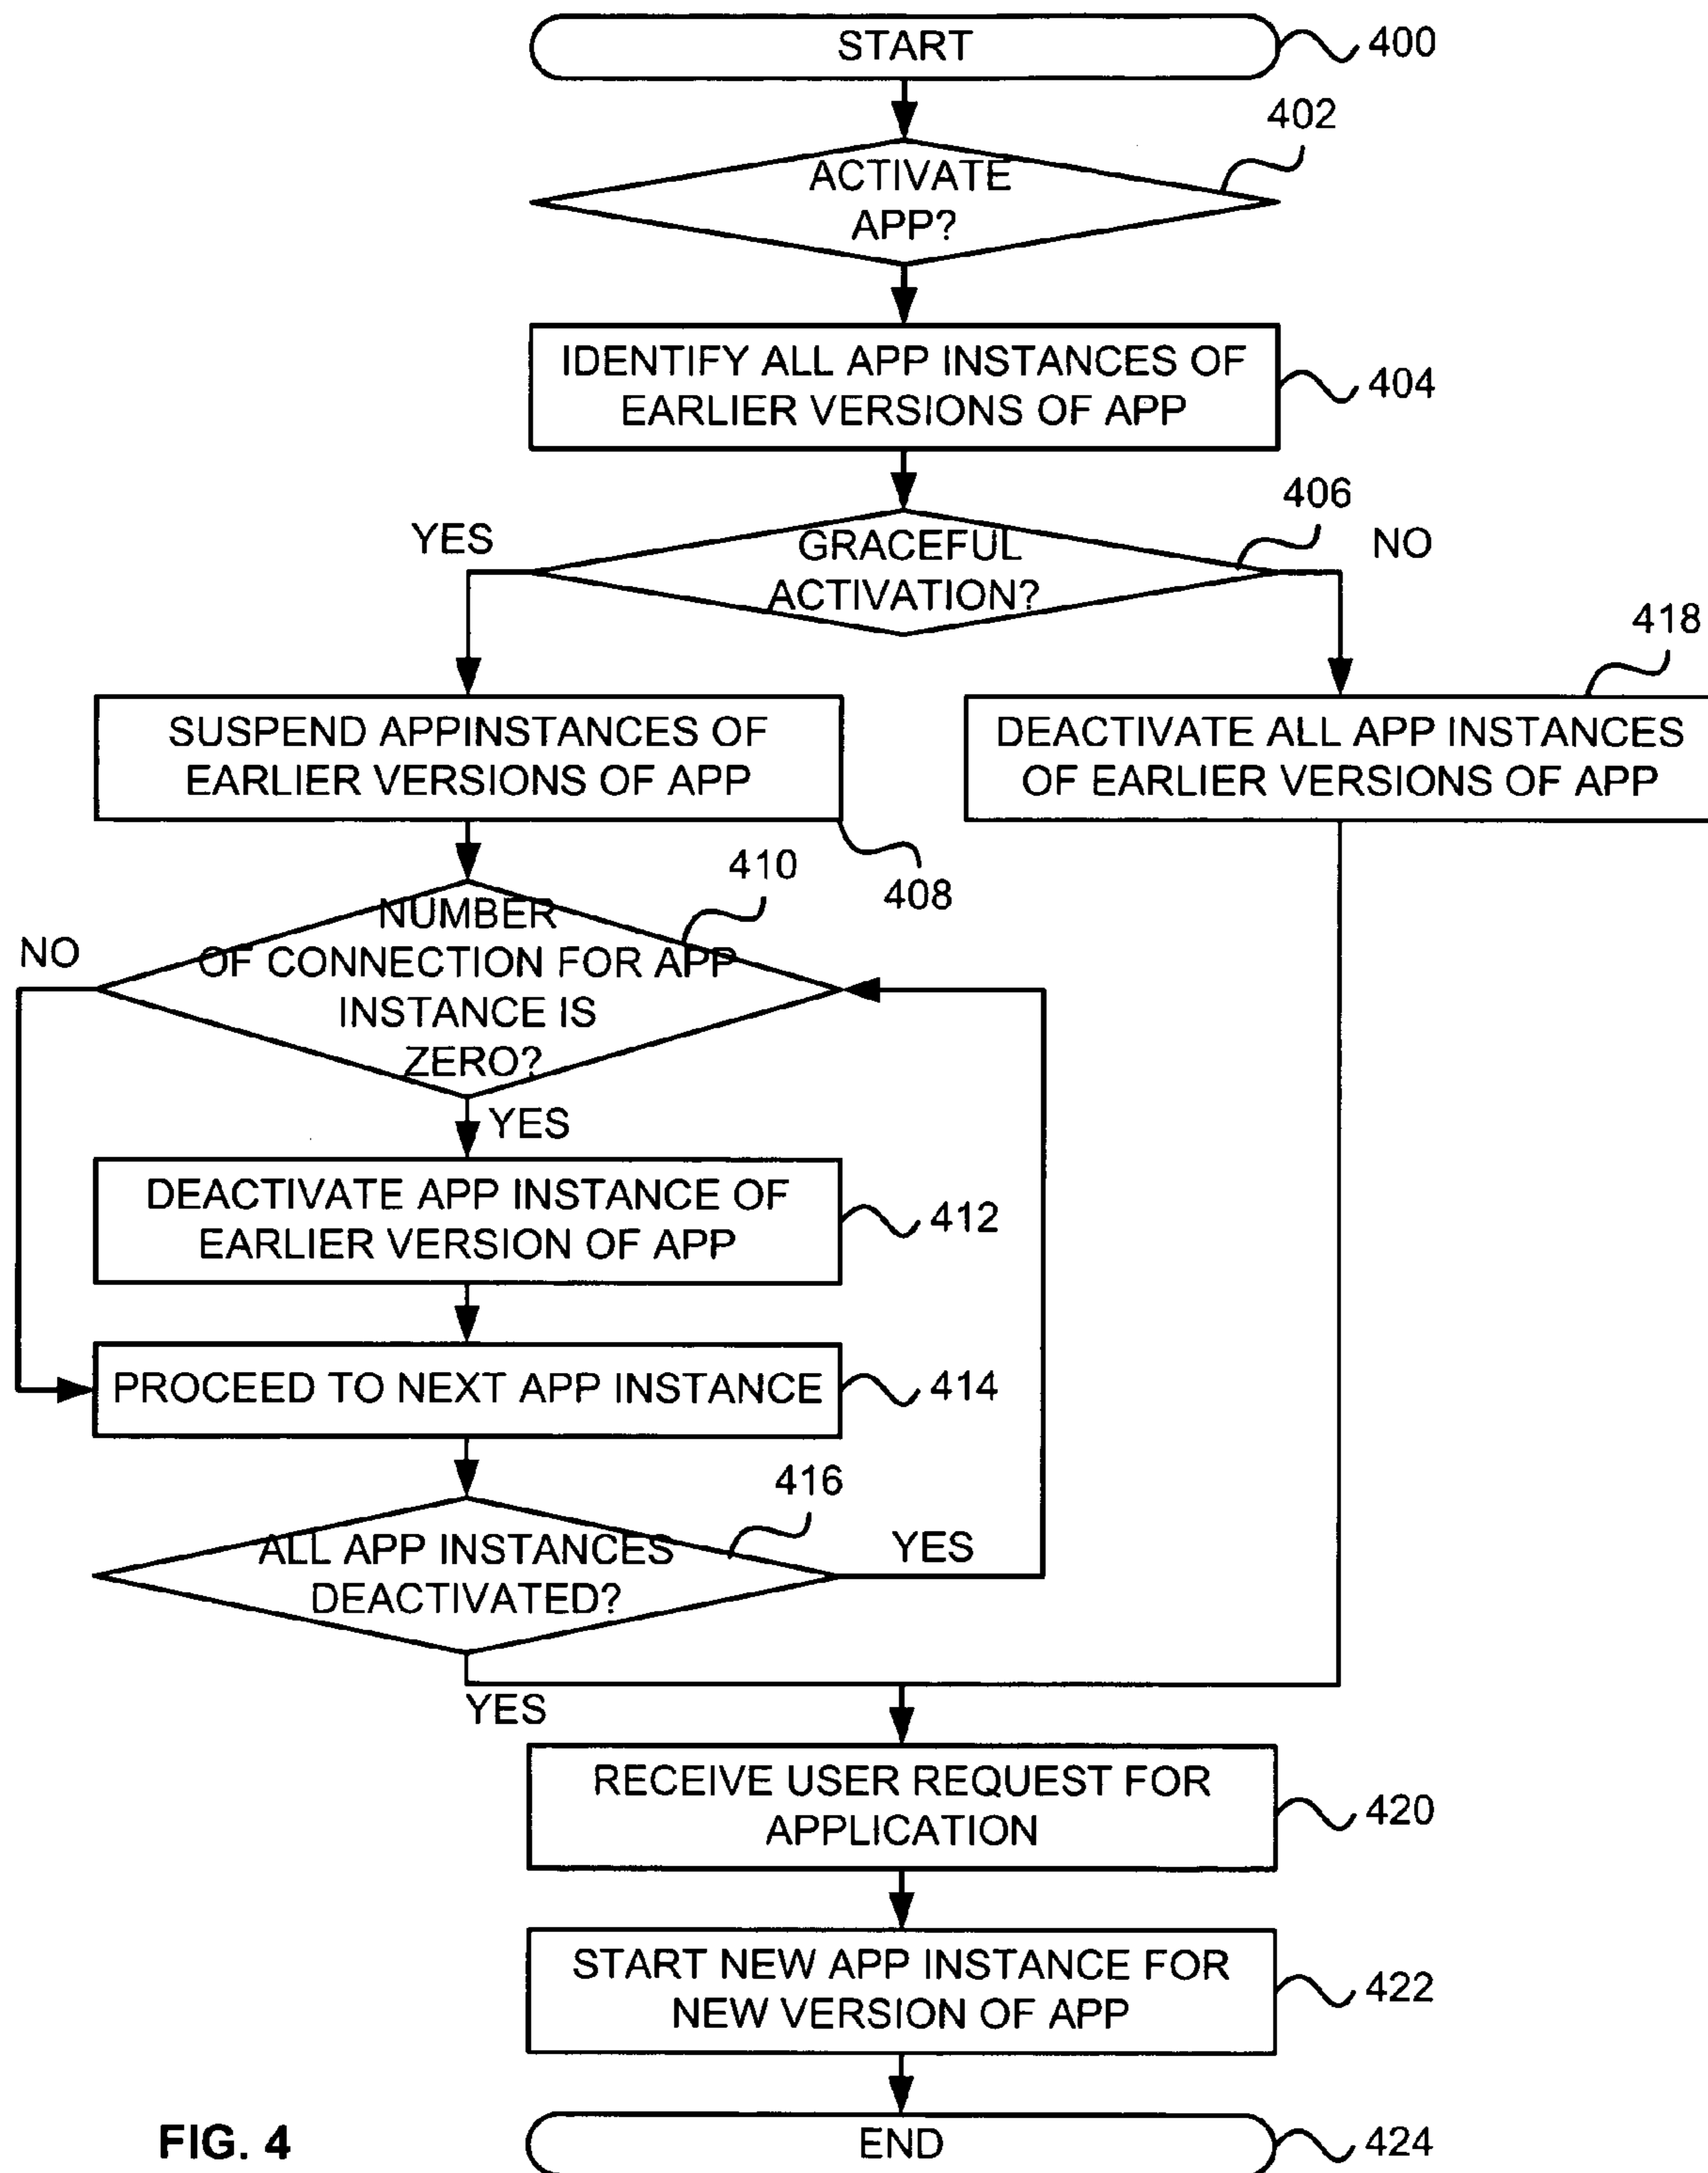 START
400
402
ACTIVATE
APP?
IDENTIFY ALL APP INSTANCES OF
EARLIER VERSIONS OF APP
404
406
YES
GRACEFUL
ACTIVATION?
NO
418
SUSPEND APPINSTANCES OF
EARLIER VERSIONS OF APP
408
DEACTIVATE ALL APP INSTANCES
OF EARLIER VERSIONS OF APP
410
NO
NUMBER
OF CONNECTION FOR APP
INSTANCE IS
ZERO?
YES
DEACTIVATE APP INSTANCE OF
EARLIER VERSION OF APP
412
PROCEED TO NEXT APP INSTANCE
414
416
ALL APP INSTANCES
DEACTIVATED?
YES
YES
RECEIVE USER REQUEST FOR
APPLICATION
420
START NEW APP INSTANCE FOR
NEW VERSION OF APP
422
END
424
FIG. 4